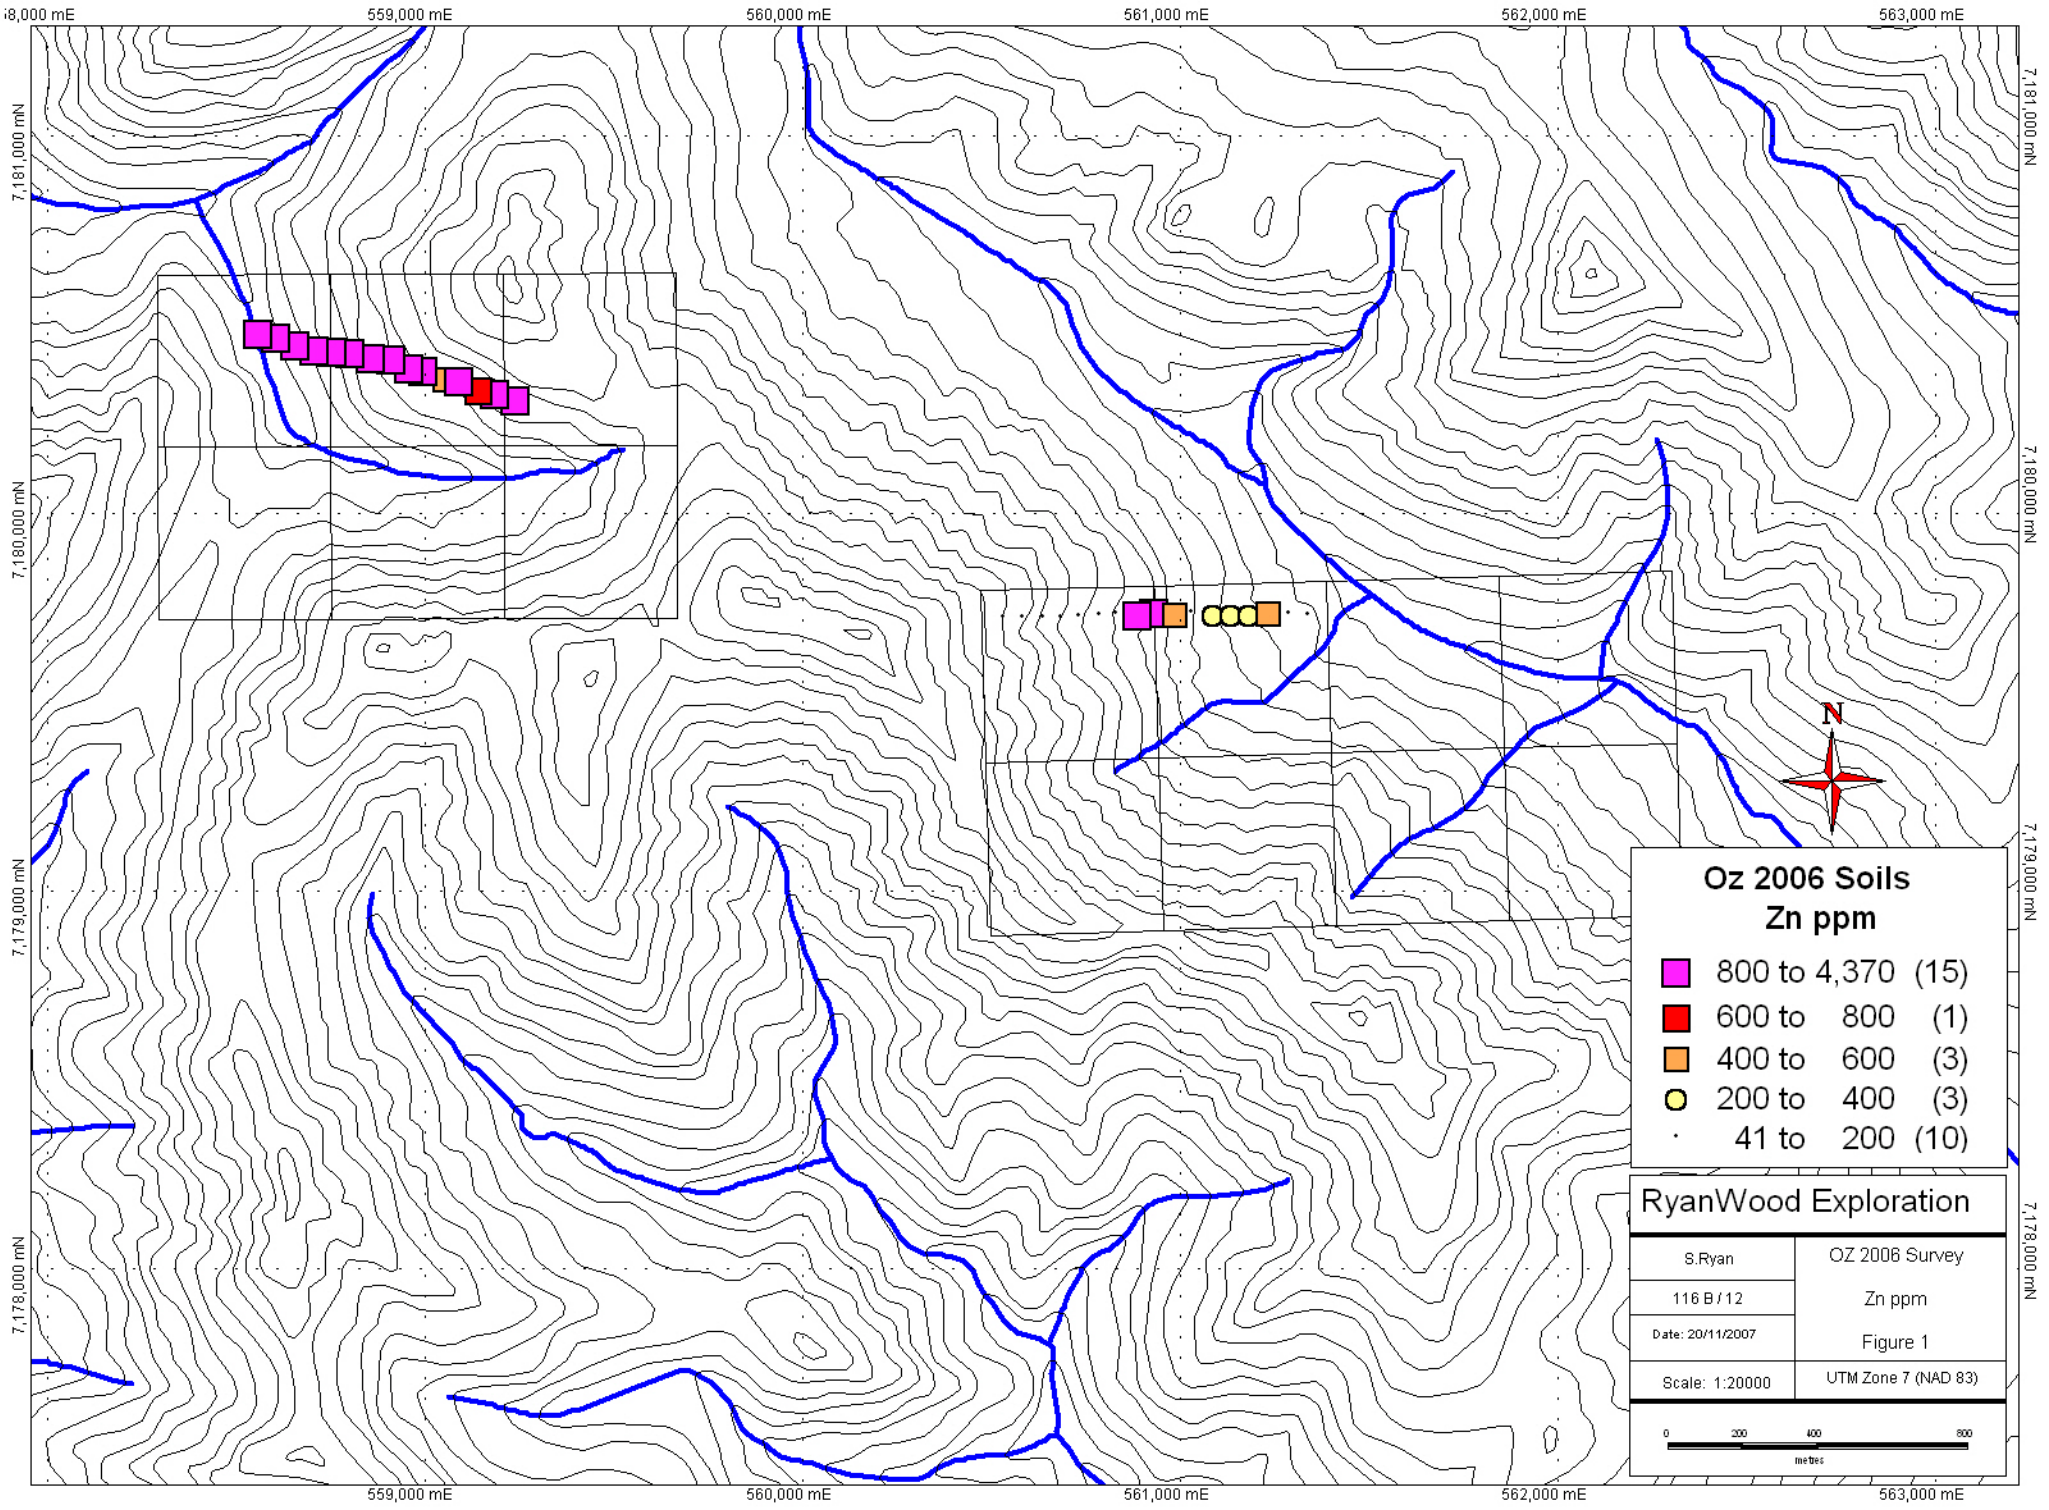 58,000 mE 559,000 mE 560,000 mE 561,000 mE 562,000 mE 563,000 mE
7,181,000 mN 7,181,000 mN
7,180,000 mN 7,180,000 mN
N
7,179,000 mN 7,179,000 mN
Oz 2006 Soils
Zn ppm
800 to 4,370 (15)
600 to 800 (1)
400 to 600 (3)
200 to 400 (3)
41 to 200 (10)
RyanWood Exploration
7,178,000 mN 7,178,000 mN
S.Ryan
OZ 2006 Survey
116 B / 12
Zn ppm
Date: 20/11/2007
Figure 1
Scale: 1:20000
UTM Zone 7 (NAD 83)
0 200 400 800
metres
559,000 mE 560,000 mE 561,000 mE 562,000 mE 563,000 mE